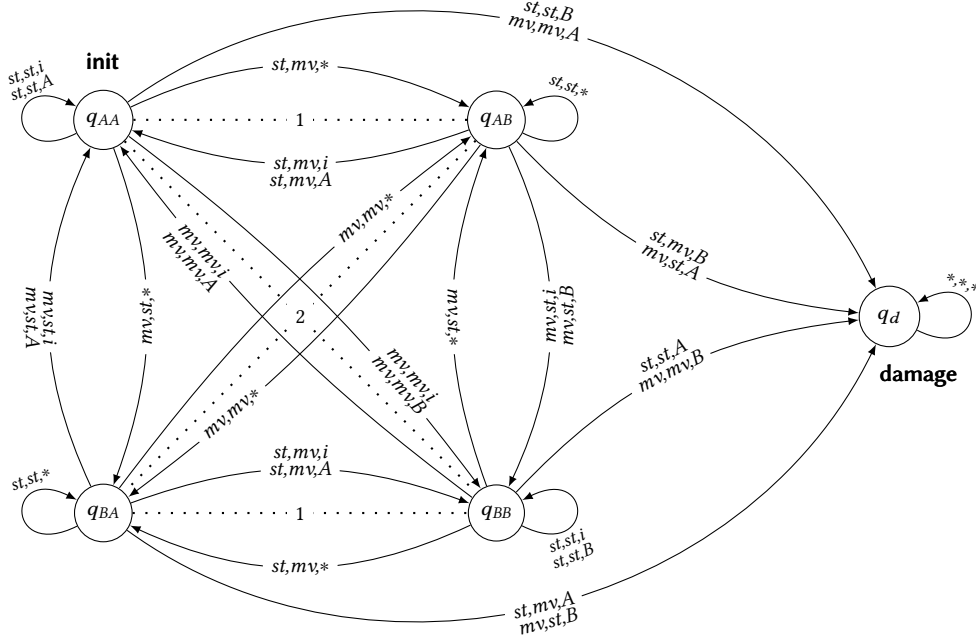 st,st,B
mv,mv,A
init
st,st,i
st,st,A
st,mv,*
st,st,*
q_AA
1
q_AB
st,mv,i
st,mv,A
mv,mv,*
mv,mv,i
mv,mv,A
st,mv,B
mv,st,A
*,*,*
mv,st,i
mv,st,A
mv,st,*
2
mv,st,*
mv,st,i
mv,st,B
q_d
damage
mv,mv,i
mv,mv,B
st,st,A
mv,mv,B
mv,mv,*
st,mv,i
st,mv,A
st,st,*
q_BA
1
q_BB
st,st,i
st,st,B
st,mv,*
st,mv,A
mv,st,B